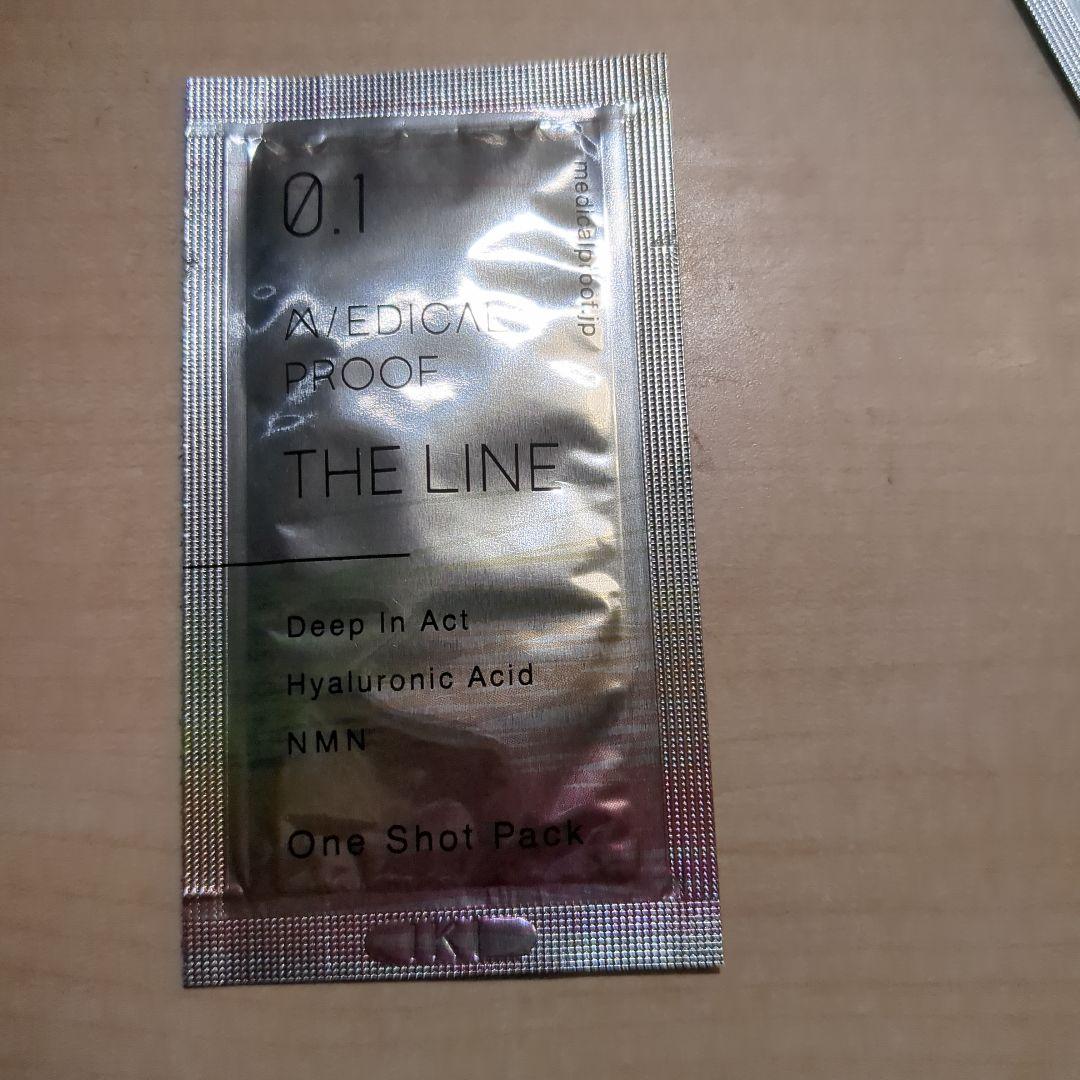 0.1
MEDICAL
PROOF
THE LINE
Deep In Act
Hyaluronic Acid
NMN
One Shot Pack
medicalproof.jp